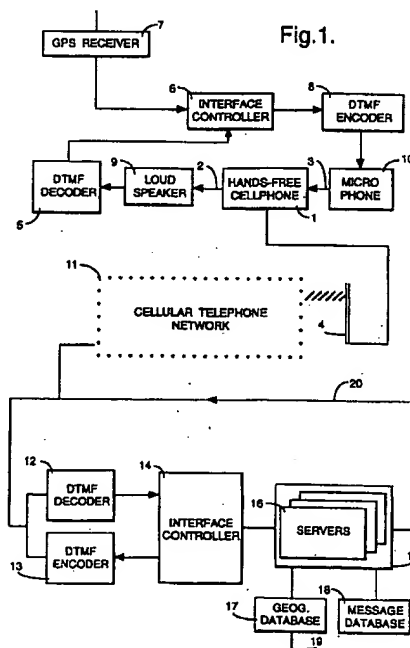 Fig.1.
7
GPS RECEIVER
6
INTERFACE
CONTROLLER
8
DTMF
ENCODER
DTMF
DECODER
5
9
LOUD
SPEAKER
2
HANDS-FREE
CELLPHONE
1
3
MICRO
PHONE
10
11
CELLULAR TELEPHONE
NETWORK
4
20
12
DTMF
DECODER
14
INTERFACE
CONTROLLER
16
SERVERS
DTMF
ENCODER
13
17
GEOG.
DATABASE
18
MESSAGE
DATABASE
19